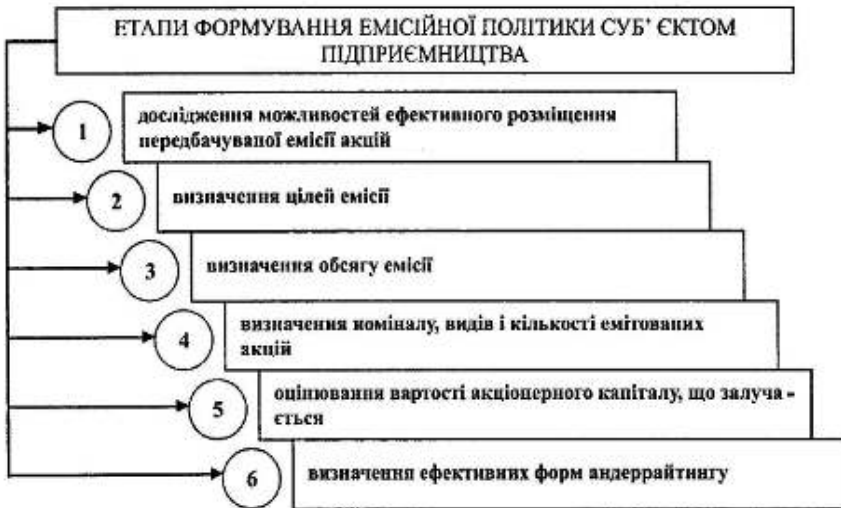 ЕТАПИ ФОРМУВАННЯ ЕМІСІЙНОЇ ПОЛІТИКИ СУБ' ЄКТОМ
ПІДПРИЄМНИЦТВА
1
дослідження можливостей ефективного розміщення
передбачуваної емісії акцій
2
визначення цілей емісії
3
визначення обсягу емісії
4
визначення номіналу, видів і кількості емітованих
акцій
5
оцінювання вартості акціонерного капіталу, що залуча -
ється
6
визначення ефективних форм андеррайтингу